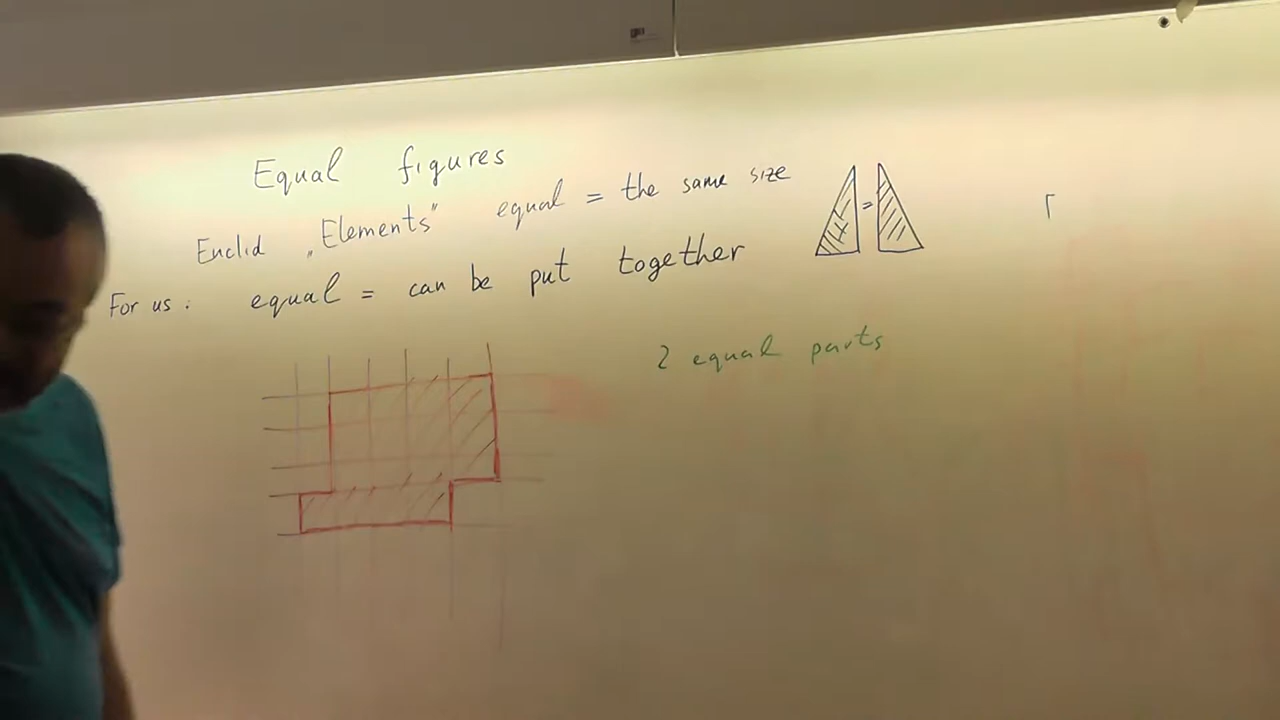 Equal figures
Euclid „Elements" equal = the same size
=
For us: equal = can be put together
2 equal parts